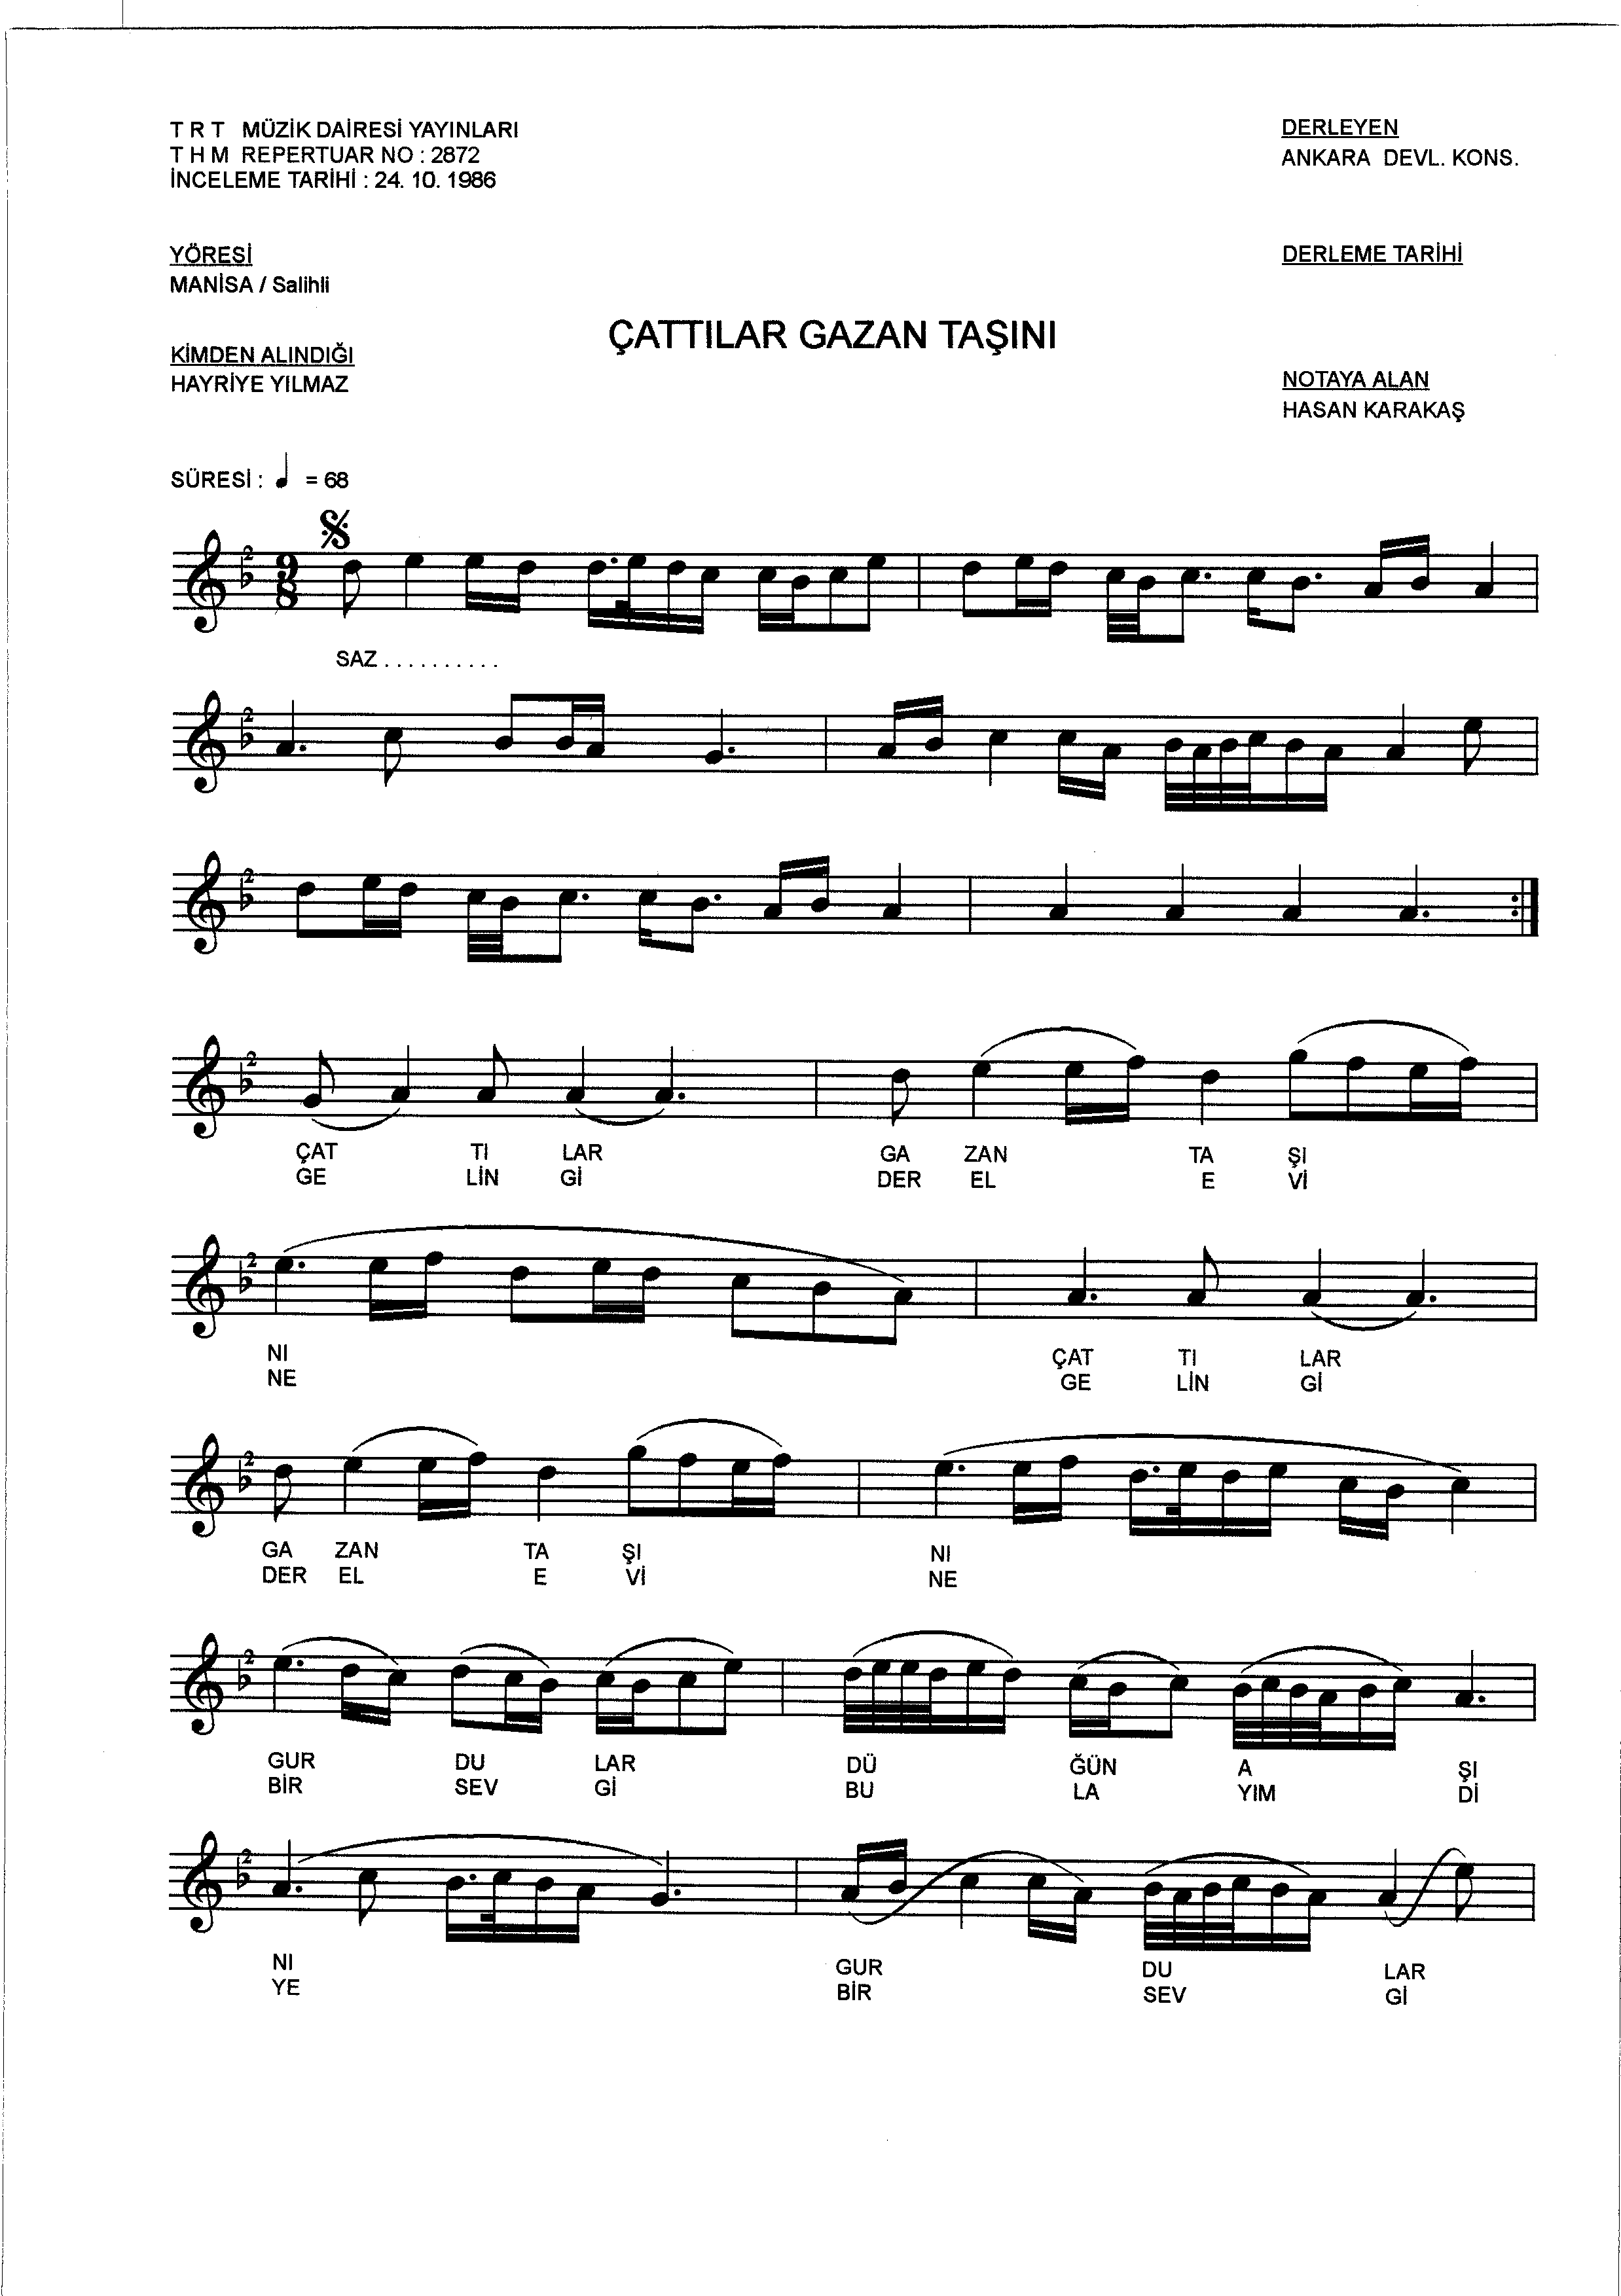 T R T MÜZİK DAİRESİ YAYINLARI
T H M REPERTUAR NO : 2872
İNCELEME TARİHİ : 24. 10. 1986
DERLEYEN
ANKARA DEVL. KONS.
YÖRESİ
MANİSA / Salihli
DERLEME TARİHİ
ÇATTILAR GAZAN TAŞINI
KİMDEN ALINDIĞI
HAYRİYE YILMAZ
NOTAYA ALAN
HASAN KARAKAŞ
SÜRESİ : ♩ = 68
9
8
SAZ . . . . . . . . . .
ÇAT TI LAR GA ZAN TA ŞI
GE LİN Gİ DER EL E Vİ
NI ÇAT TI LAR
NE GE LİN Gİ
GA ZAN TA ŞI NI
DER EL E Vİ NE
GUR DU LAR DÜ ĞÜN A ŞI
BİR SEV Gİ BU LA YIM Dİ
NI GUR DU LAR
YE BİR SEV Gİ